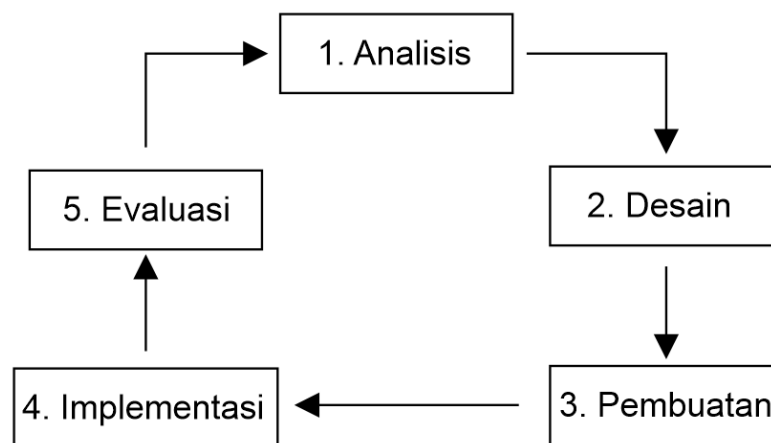 1. Analisis
2. Desain
3. Pembuatan
4. Implementasi
5. Evaluasi